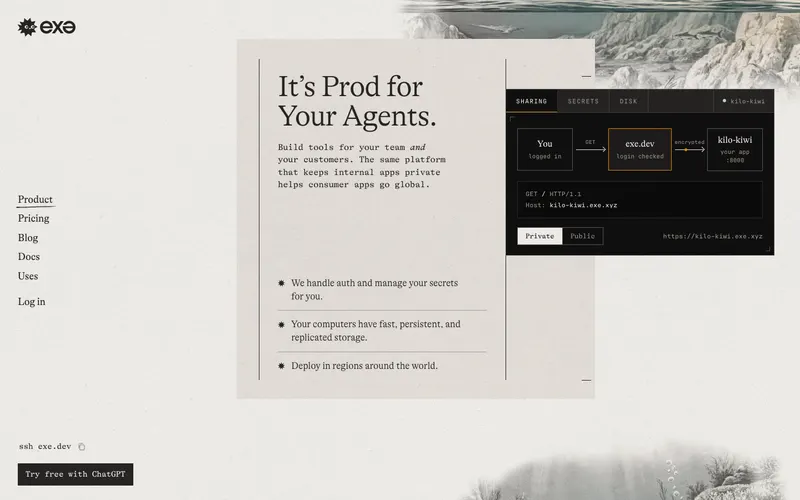 exe
Product
Pricing
Blog
Docs
Uses
Log in
ssh exe.dev
Try free with ChatGPT
It's Prod for
Your Agents.
Build tools for your team and
your customers. The same platform
that keeps internal apps private
helps consumer apps go global.
We handle auth and manage your secrets
for you.
Your computers have fast, persistent, and
replicated storage.
Deploy in regions around the world.
SHARING SECRETS DISK kilo-kiwi
You
logged in
GET
exe.dev
login checked
encrypted
kilo-kiwi
your app
:8000
GET / HTTP/1.1
Host: kilo-kiwi.exe.xyz
Private Public https://kilo-kiwi.exe.xyz